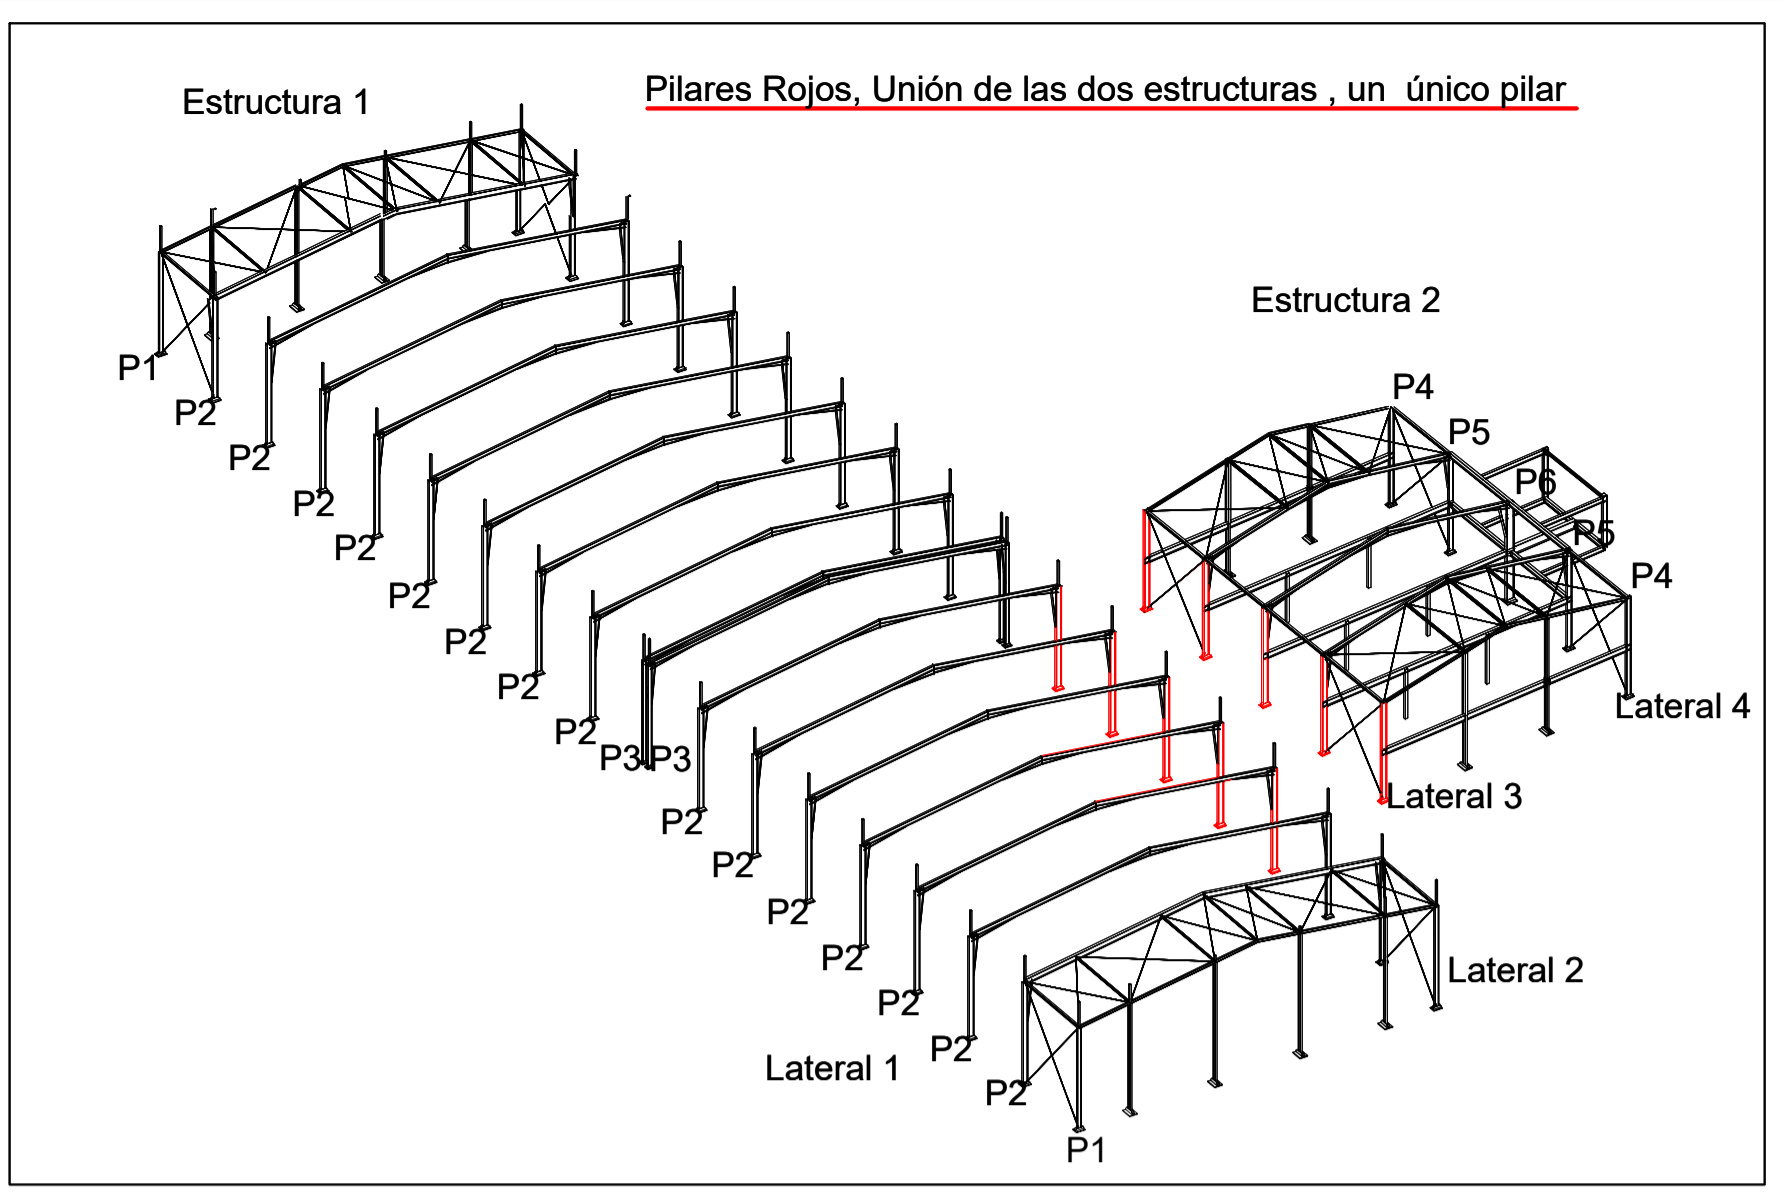 Pilares Rojos, Unión de las dos estructuras , un  único pilar
Estructura 1
Estructura 2
P1
P2
P2
P2
P2
P2
P2
P2
P2
P3
P3
P2
P2
P2
P2
P2
P2
P2
P1
P4
P5
P6
P5
P4
Lateral 4
Lateral 3
Lateral 2
Lateral 1